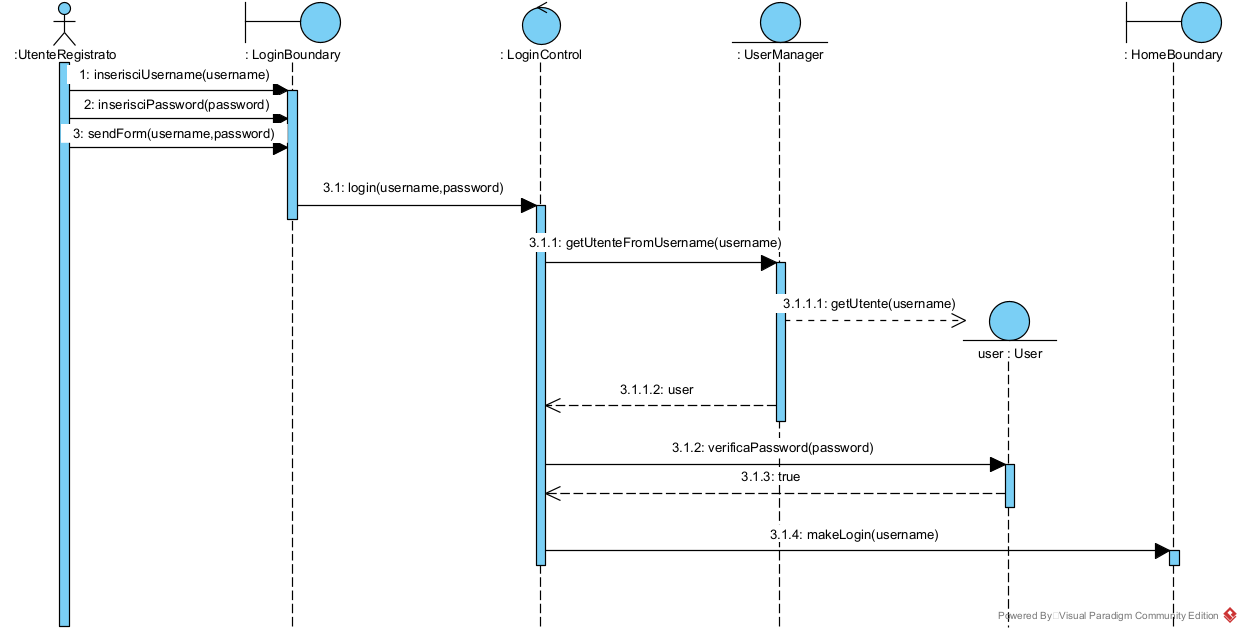 :UtenteRegistrato
: LoginBoundary
: LoginControl
: UserManager
: HomeBoundary
1: inserisciUsername(username)
2: inserisciPassword(password)
3: sendForm(username,password)
3.1: login(username,password)
3.1.1: getUtenteFromUsername(username)
3.1.1.1: getUtente(username)
user : User
3.1.1.2: user
3.1.2: verificaPassword(password)
3.1.3: true
3.1.4: makeLogin(username)
Powered By Visual Paradigm Community Edition